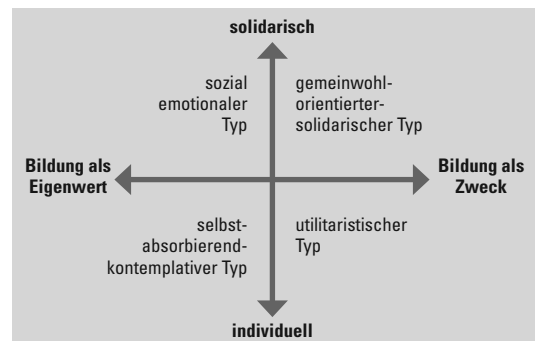 solidarisch
sozial
emotionaler
Typ
gemeinwohl-
orientierter-
solidarischer Typ
Bildung als
Eigenwert
Bildung als
Zweck
selbst-
absorbierend-
kontemplativer Typ
utilitaristischer
Typ
individuell